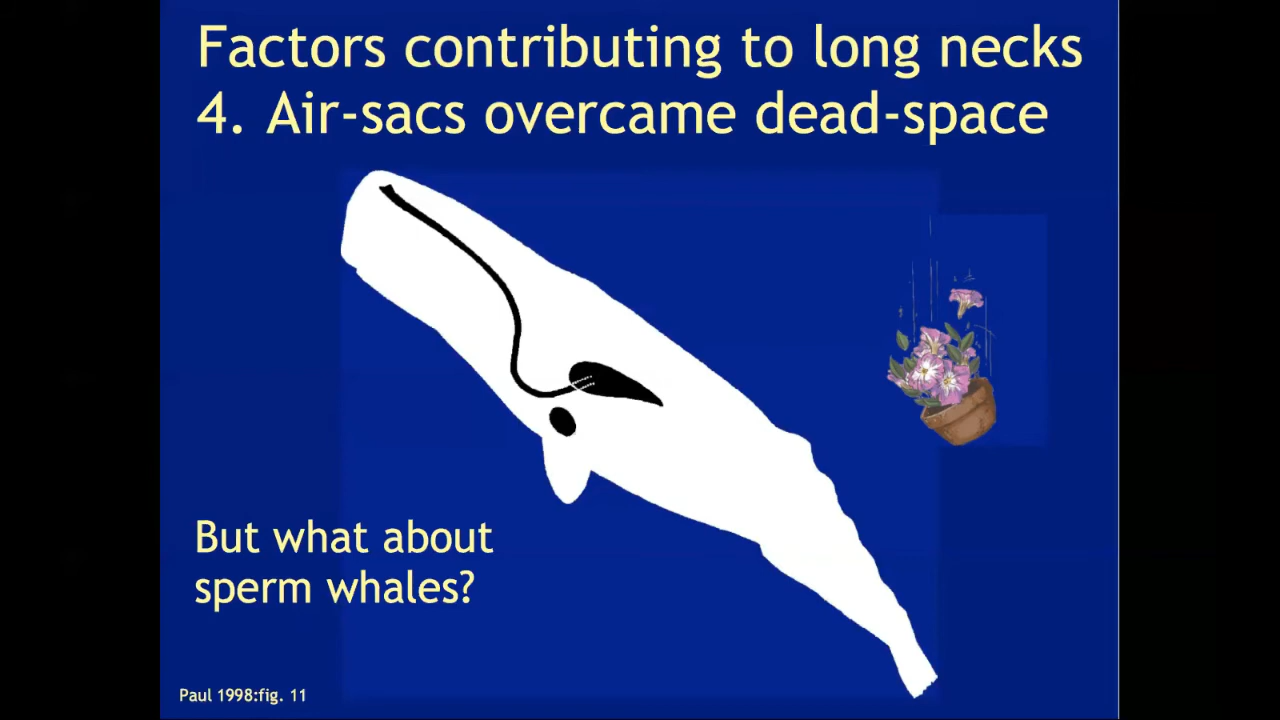 Factors contributing to long necks
4. Air-sacs overcame dead-space
But what about
sperm whales?
Paul 1998:fig. 11